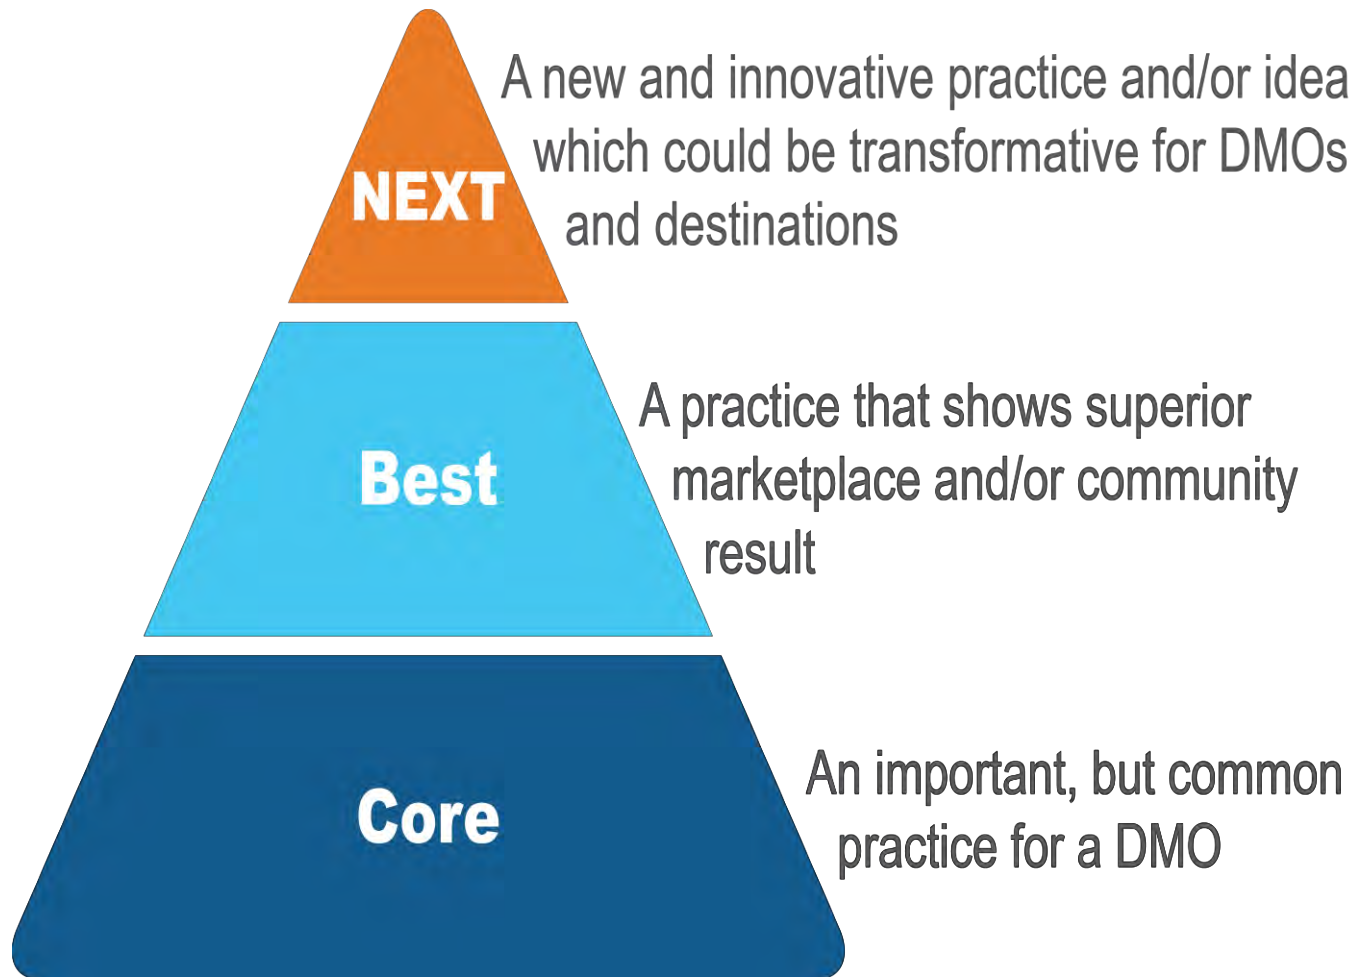 A new and innovative practice and/or idea
which could be transformative for DMOs
and destinations
NEXT
A practice that shows superior
marketplace and/or community
result
Best
An important, but common
practice for a DMO
Core